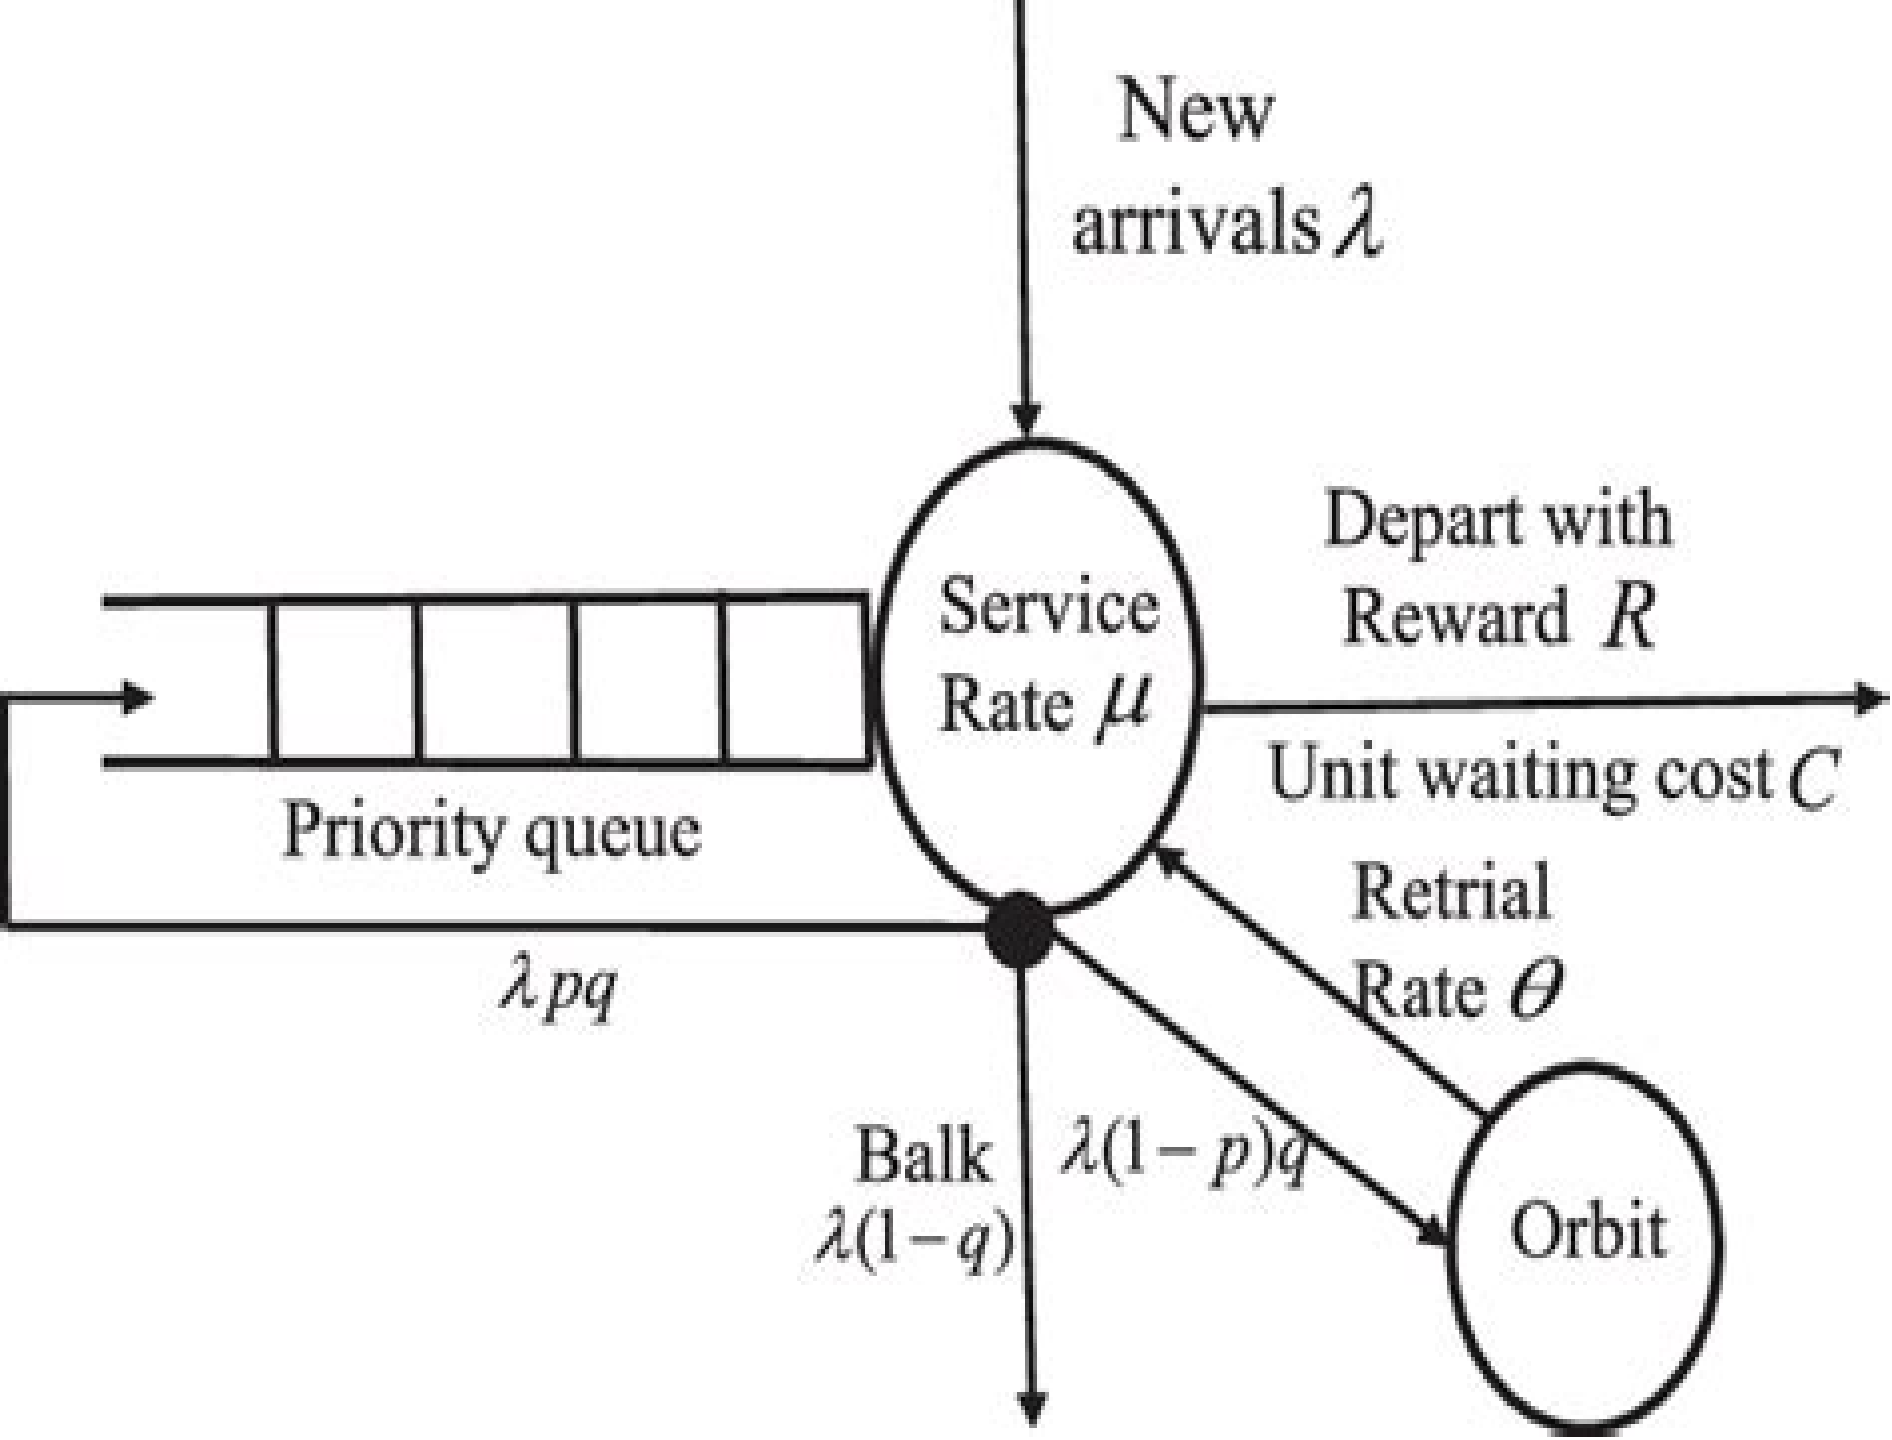 New
arrivals λ
Depart with
Reward R
Service
Rate μ
Unit waiting cost C
Priority queue
Retrial
Rate θ
λpq
Balk
λ(1−p)q
λ(1−q)
Orbit